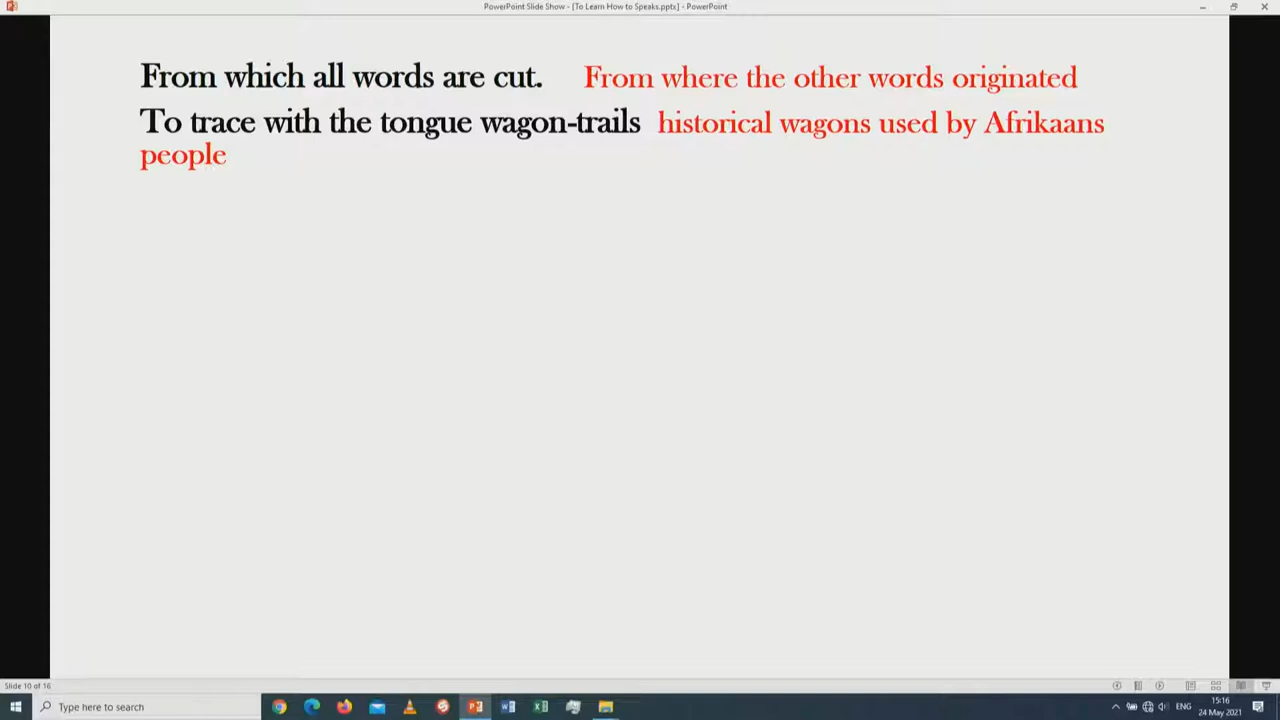 PowerPoint Slide Show - [To Learn How to Speaks.pptx] - PowerPoint
From which all words are cut. From where the other words originated
To trace with the tongue wagon-trails historical wagons used by Afrikaans
people
Slide 10 of 16
Type here to search
ENG
15:16
24 May 2021